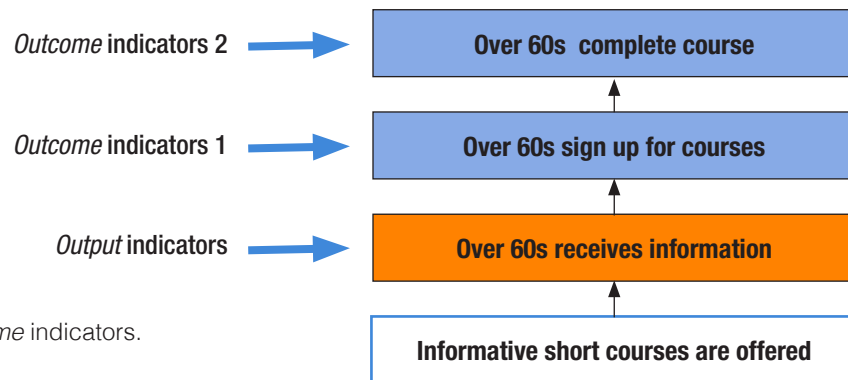 Outcome indicators 2
Over 60s complete course
Outcome indicators 1
Over 60s sign up for courses
Output indicators
Over 60s receives information
indicators.
Informative short courses are offered